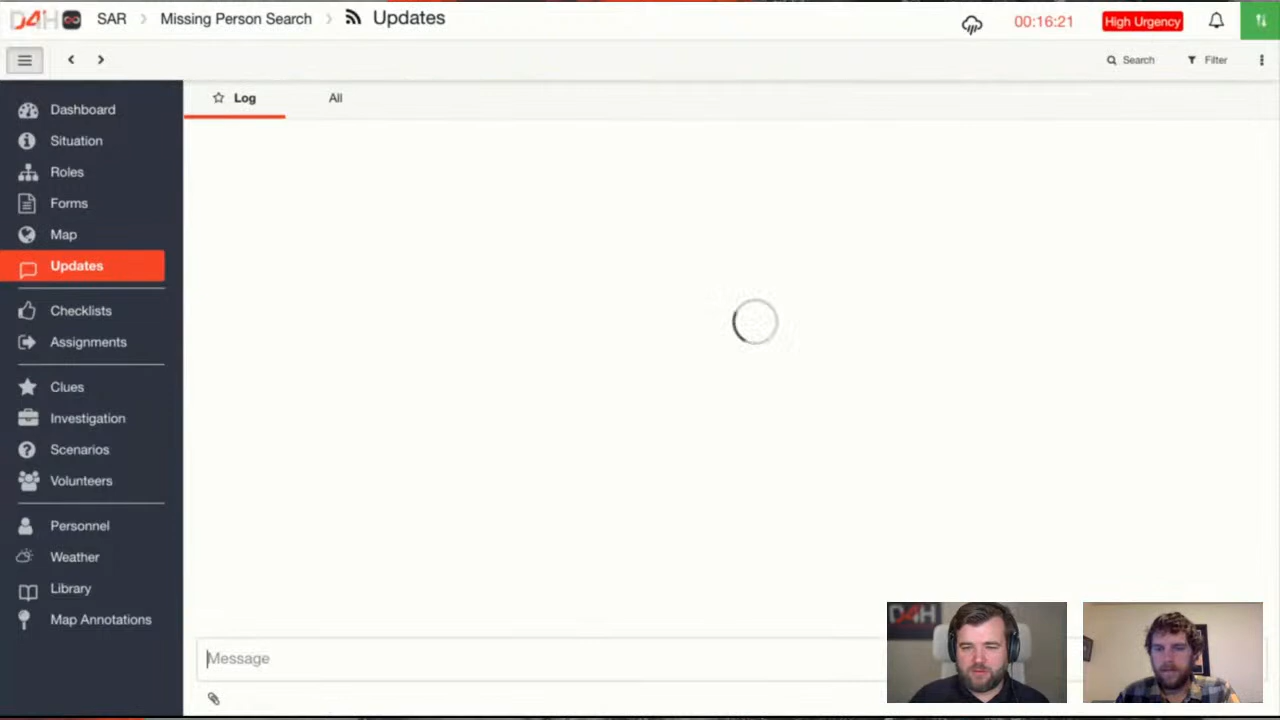 D4H SAR Missing Person Search Updates 00:16:21 High Urgency
Search Filter
Log All
Dashboard
Situation
Roles
Forms
Map
Updates
Checklists
Assignments
Clues
Investigation
Scenarios
Volunteers
Personnel
Weather
Library
Map Annotations
Message
D4H